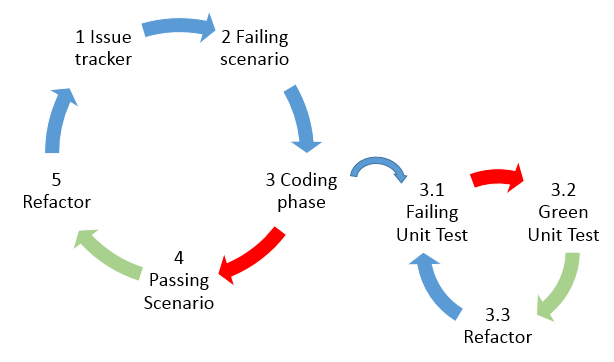 1 Issue
tracker
2 Failing
scenario
3 Coding
phase
4
Passing
Scenario
5
Refactor
3.1
Failing
Unit Test
3.2
Green
Unit Test
3.3
Refactor